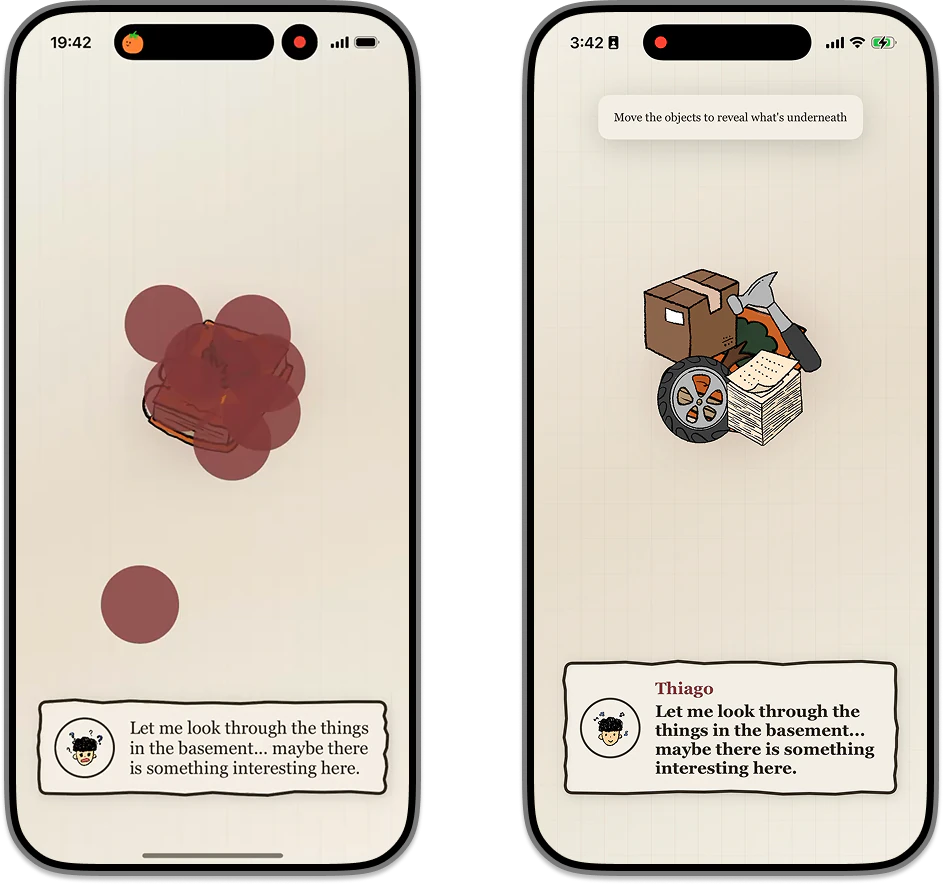 19:42
Let me look through the things
in the basement... maybe there
is something interesting here.
3:42
Move the objects to reveal what's underneath
Thiago
Let me look through the
things in the basement...
maybe there is something
interesting here.